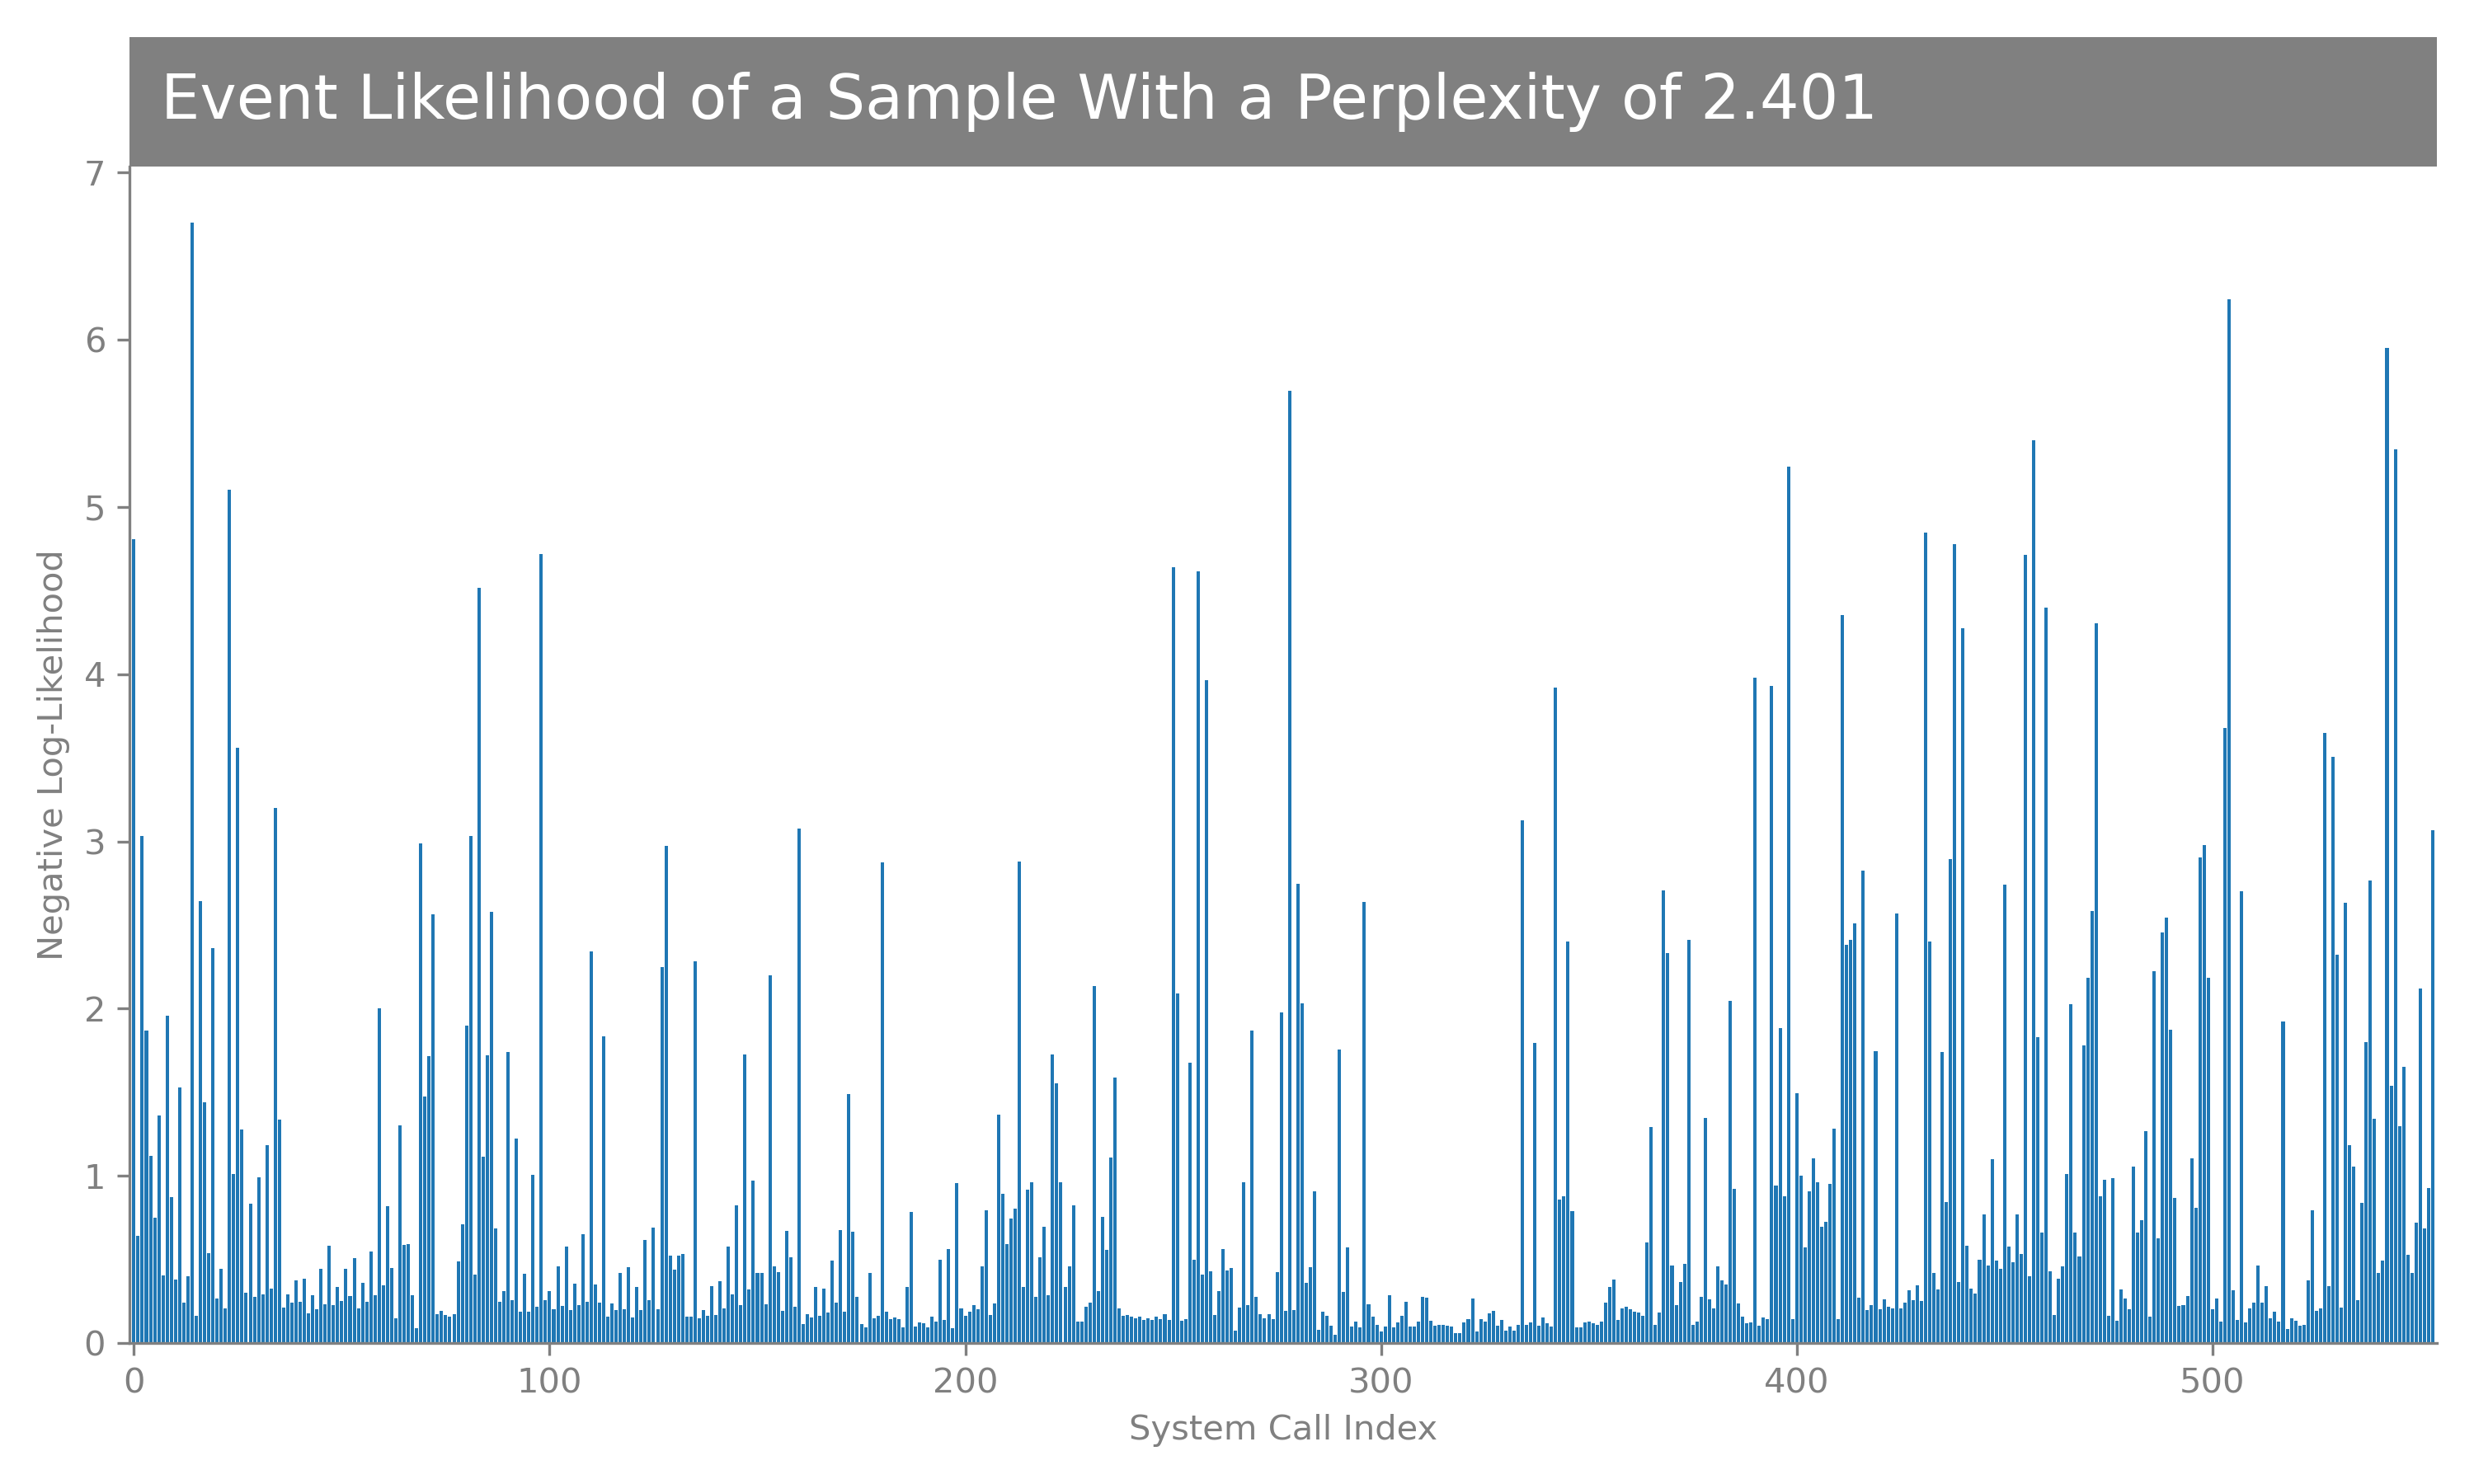 Event Likelihood of a Sample With a Perplexity of 2.401
7
6
5
4
3
2
1
0
Negative Log-Likelihood
0 100 200 300 400 500
System Call Index